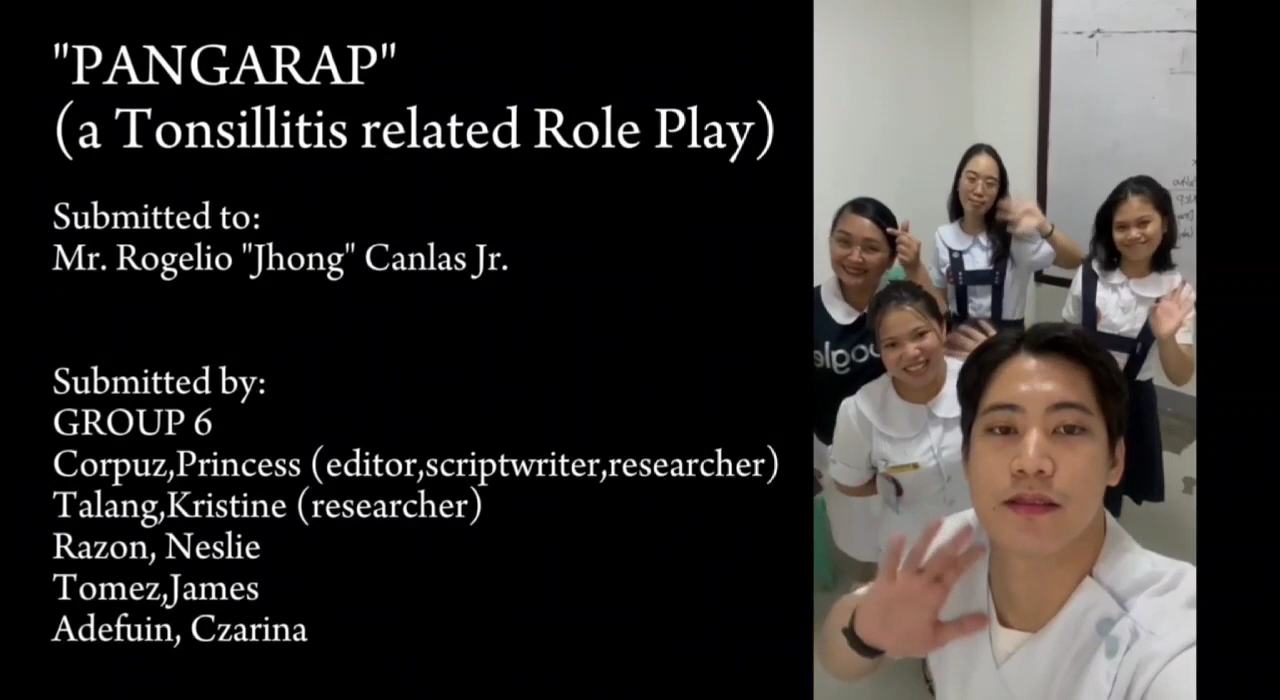 "PANGARAP"
(a Tonsillitis related Role Play)
Submitted to:
Mr. Rogelio "Jhong" Canlas Jr.
Submitted by:
GROUP 6
Corpuz,Princess (editor,scriptwriter,researcher)
Talang,Kristine (researcher)
Razon, Neslie
Tomez,James
Adefuin, Czarina